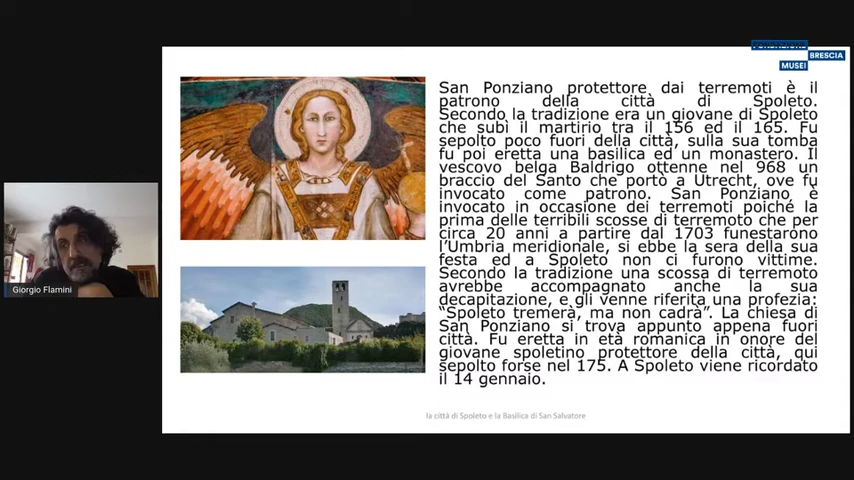 FONDAZIONE
BRESCIA
MUSEI
San Ponziano protettore dai terremoti è il
patrono della città di Spoleto.
Secondo la tradizione era un giovane di Spoleto
che subì il martirio tra il 156 ed il 165. Fu
sepolto poco fuori della città, sulla sua tomba
fu poi eretta una basilica ed un monastero. Il
vescovo belga Baldrigo ottenne nel 968 un
braccio del Santo che portò a Utrecht, ove fu
invocato come patrono. San Ponziano è
invocato in occasione dei terremoti poiché la
prima delle terribili scosse di terremoto che per
circa 20 anni a partire dal 1703 funestarono
l'Umbria meridionale, si ebbe la sera della sua
festa ed a Spoleto non ci furono vittime.
Secondo la tradizione una scossa di terremoto
avrebbe accompagnato anche la sua
decapitazione, e gli venne riferita una profezia:
“Spoleto tremerà, ma non cadrà”. La chiesa di
San Ponziano si trova appunto appena fuori
città. Fu eretta in età romanica in onore del
giovane spoletino protettore della città, qui
sepolto forse nel 175. A Spoleto viene ricordato
il 14 gennaio.
Giorgio Flamini
la città di Spoleto e la Basilica di San Salvatore